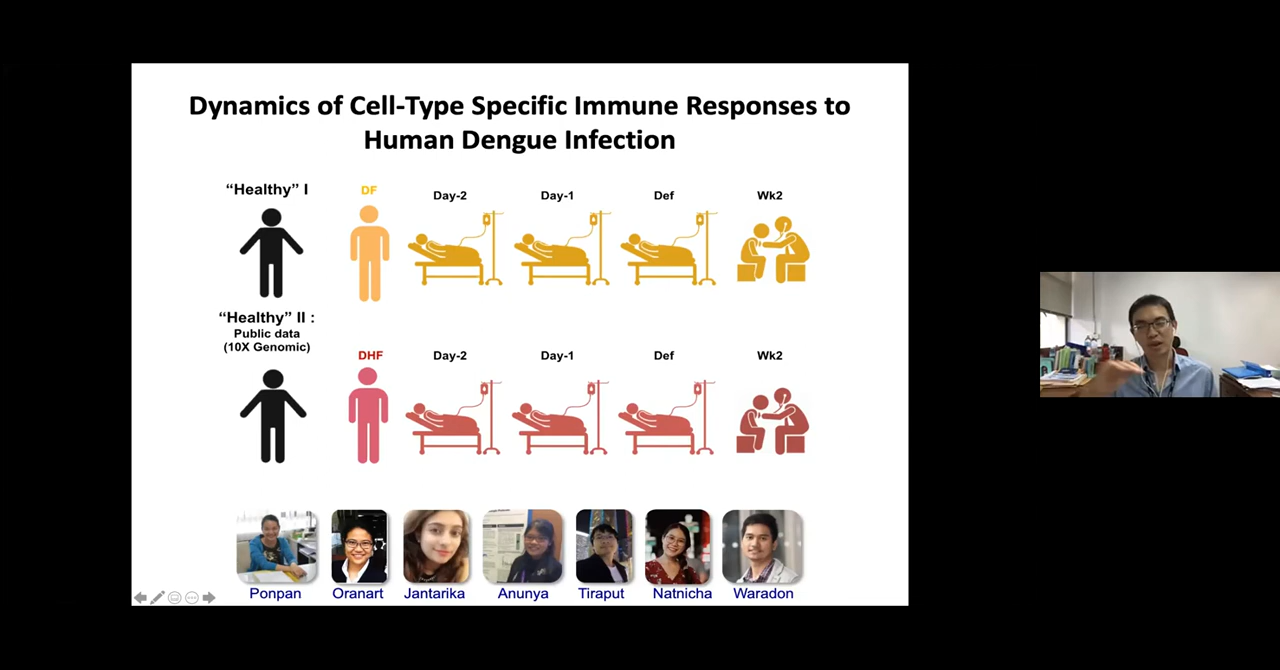 Dynamics of Cell-Type Specific Immune Responses to
Human Dengue Infection
“Healthy” I
DF
Day-2
Day-1
Def
Wk2
“Healthy” II :
Public data
(10X Genomic)
DHF
Day-2
Day-1
Def
Wk2
Ponpan
Oranart
Jantarika
Anunya
Tiraput
Natnicha
Waradon